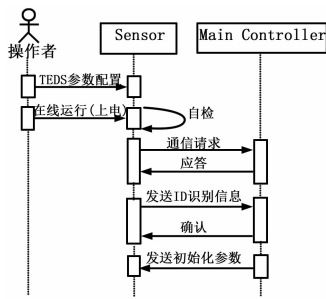 Sensor
Main Controller
操作者
TEDS参数配置
在线运行(上电)
自检
通信请求
应答
发送ID识别信息
确认
发送初始化参数